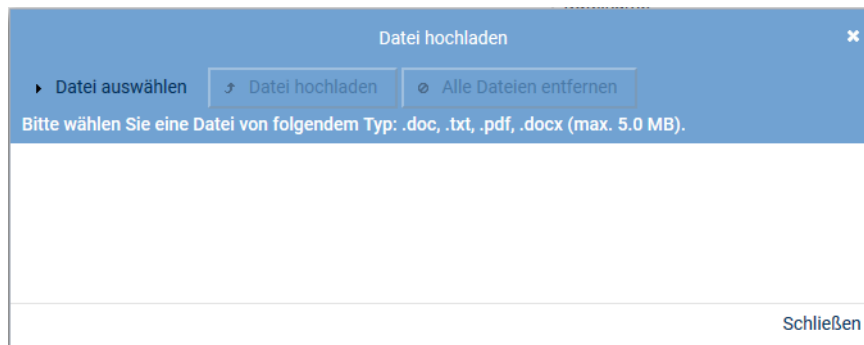 Datei hochladen
Datei auswählen Datei hochladen Alle Dateien entfernen
Bitte wählen Sie eine Datei von folgendem Typ: .doc, .txt, .pdf, .docx (max. 5.0 MB).
Schließen